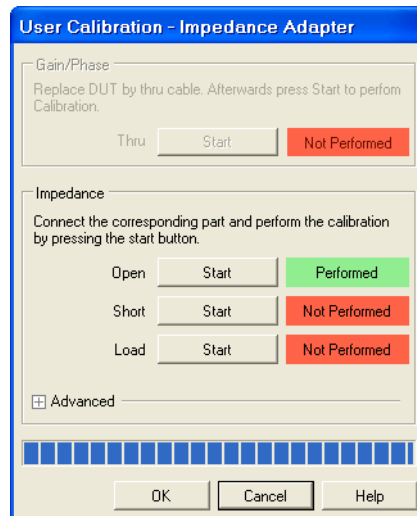 User Calibration - Impedance Adapter
Gain/Phase
Replace DUT by thru cable. Afterwards press Start to perfom
Calibration.
Thru Start Not Performed
Impedance
Connect the corresponding part and perform the calibration
by pressing the start button.
Open Start Performed
Short Start Not Performed
Load Start Not Performed
Advanced
OK Cancel Help